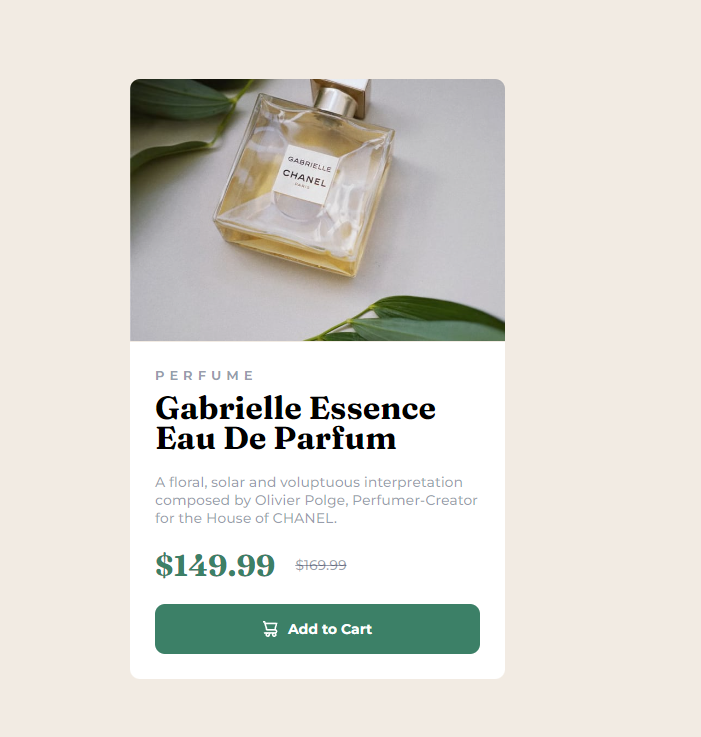 GABRIELLE
CHANEL
PARIS
PERFUME
Gabrielle Essence
Eau De Parfum
A floral, solar and voluptuous interpretation
composed by Olivier Polge, Perfumer-Creator
for the House of CHANEL.
$149.99 $169.99
Add to Cart